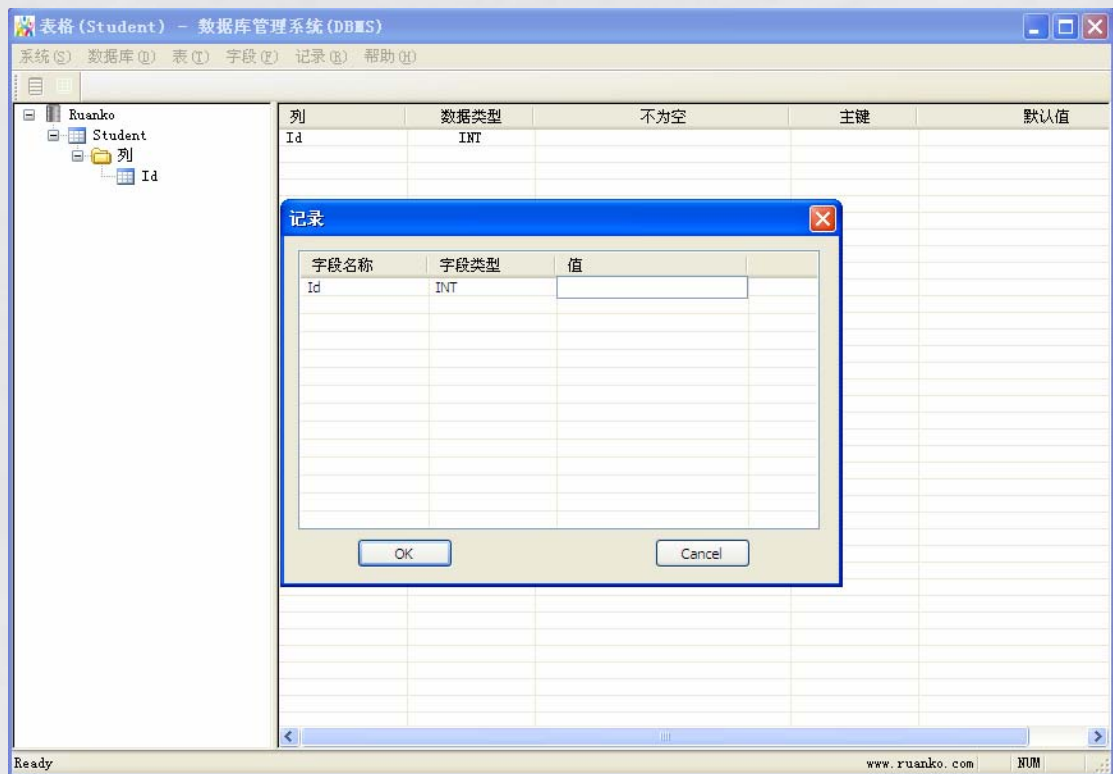 表格(Student) - 数据库管理系统(DBMS)
系统(S) 数据库(D) 表(T) 字段(F) 记录(R) 帮助(H)
Ruanko
Student
列
Id
列 数据类型 不为空 主键 默认值
Id INT
记录
字段名称 字段类型 值
Id INT
OK Cancel
Ready www.ruanko.com NUM